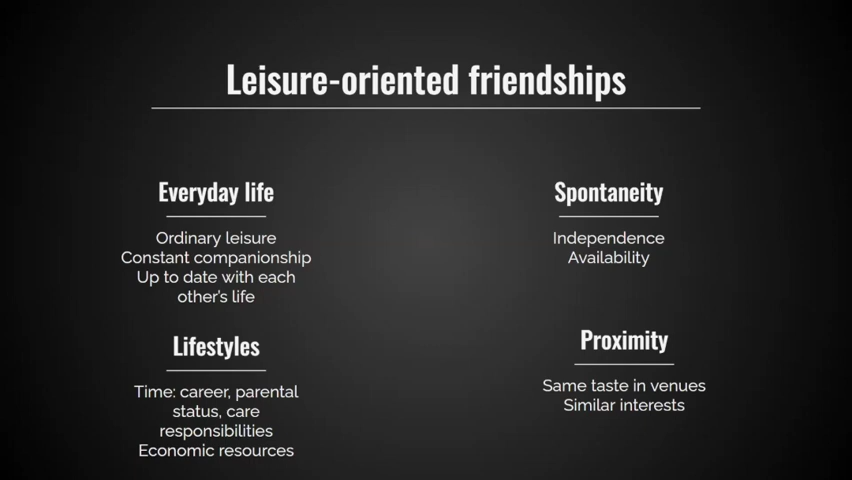 Leisure-oriented friendships
Everyday life
Ordinary leisure
Constant companionship
Up to date with each
other's life
Spontaneity
Independence
Availability
Lifestyles
Time: career, parental
status, care
responsibilities
Economic resources
Proximity
Same taste in venues
Similar interests